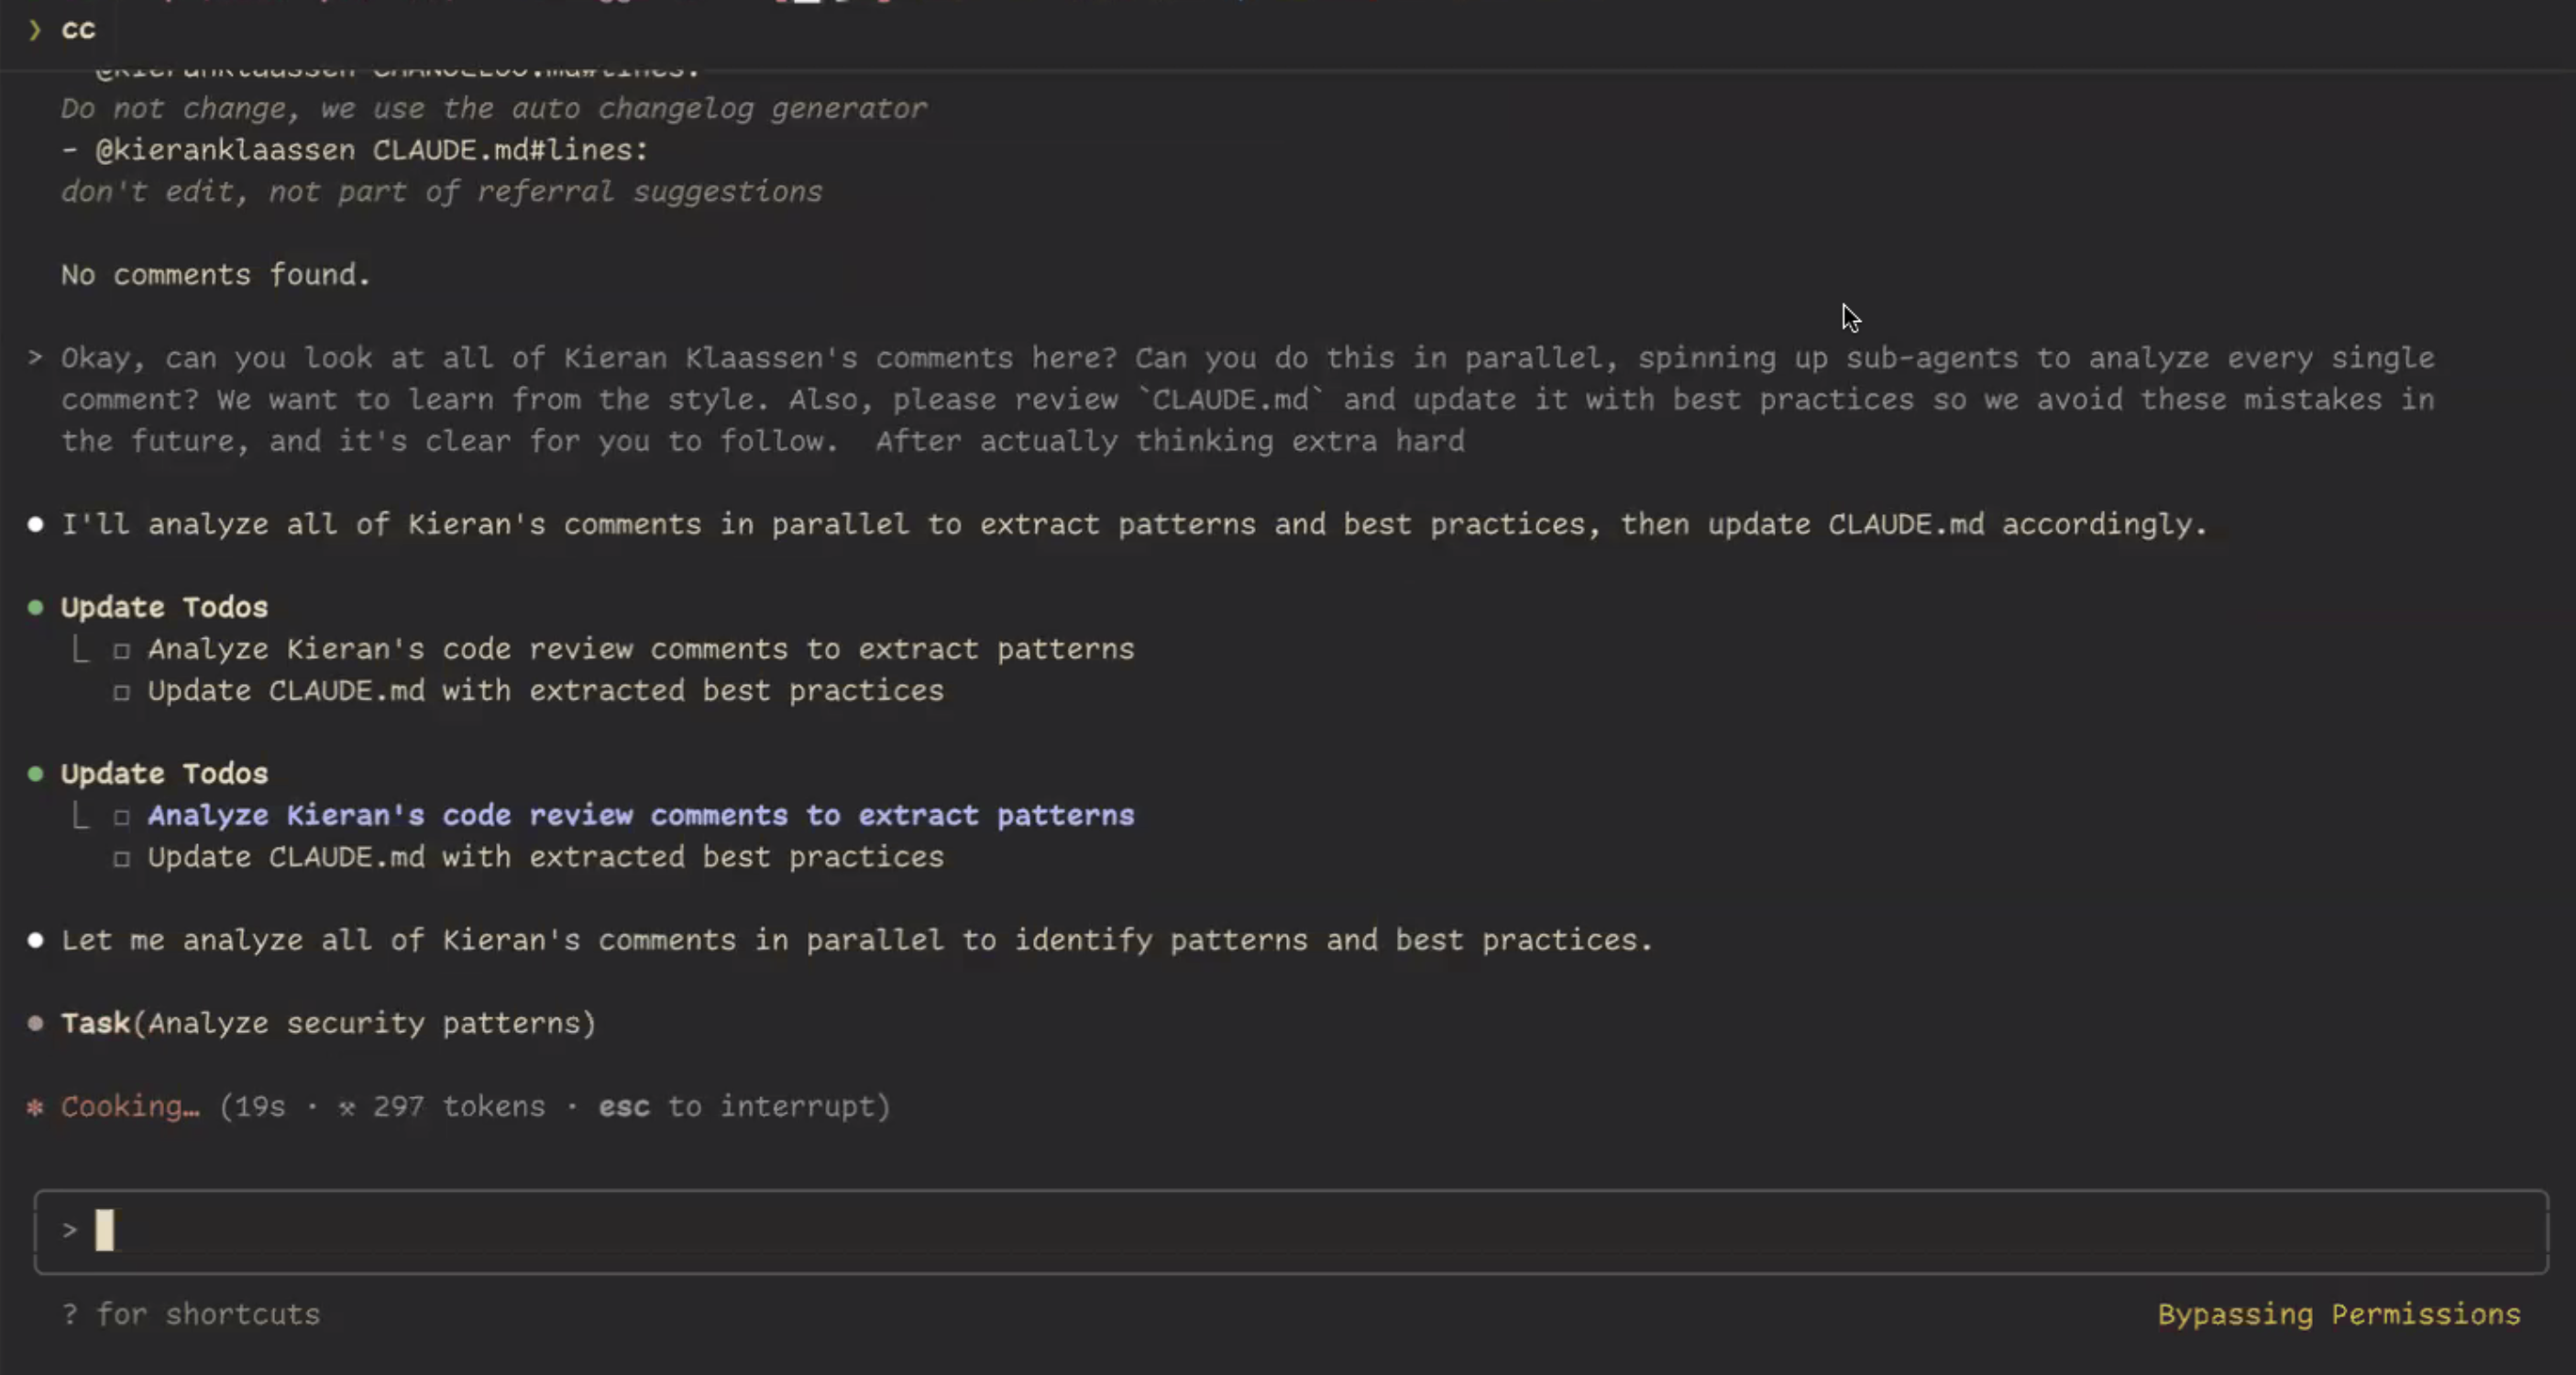 ❯ cc
@kieranklaassen CHANGELOG.md#lines:
Do not change, we use the auto changelog generator
- @kieranklaassen CLAUDE.md#lines:
don't edit, not part of referral suggestions
No comments found.
> Okay, can you look at all of Kieran Klaassen's comments here? Can you do this in parallel, spinning up sub-agents to analyze every single
comment? We want to learn from the style. Also, please review `CLAUDE.md` and update it with best practices so we avoid these mistakes in
the future, and it's clear for you to follow.  After actually thinking extra hard
● I'll analyze all of Kieran's comments in parallel to extract patterns and best practices, then update CLAUDE.md accordingly.
● Update Todos
⎿ ☐ Analyze Kieran's code review comments to extract patterns
☐ Update CLAUDE.md with extracted best practices
● Update Todos
⎿ ☐ Analyze Kieran's code review comments to extract patterns
☐ Update CLAUDE.md with extracted best practices
● Let me analyze all of Kieran's comments in parallel to identify patterns and best practices.
● Task(Analyze security patterns)
✻ Cooking… (19s · ⚒ 297 tokens · esc to interrupt)
>
? for shortcuts
Bypassing Permissions